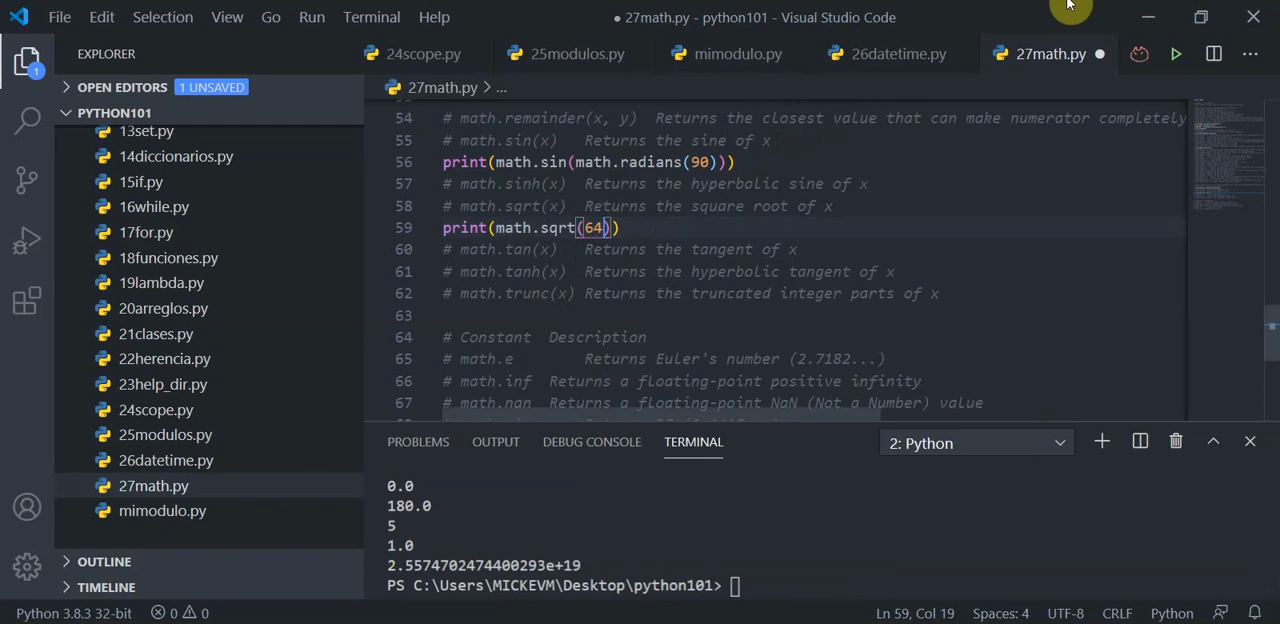 File Edit Selection View Go Run Terminal Help ● 27math.py - python101 - Visual Studio Code
EXPLORER
24scope.py 25modulos.py mimodulo.py 26datetime.py 27math.py
OPEN EDITORS 1 UNSAVED
27math.py > ...
1
PYTHON101
13set.py
14diccionarios.py
15if.py
16while.py
17for.py
18funciones.py
19lambda.py
20arreglos.py
21clases.py
22herencia.py
23help_dir.py
24scope.py
25modulos.py
26datetime.py
27math.py
mimodulo.py
OUTLINE
TIMELINE
54 # math.remainder(x, y) Returns the closest value that can make numerator completely
55 # math.sin(x) Returns the sine of x
56 print(math.sin(math.radians(90)))
57 # math.sinh(x) Returns the hyperbolic sine of x
58 # math.sqrt(x) Returns the square root of x
59 print(math.sqrt(64))
60 # math.tan(x) Returns the tangent of x
61 # math.tanh(x) Returns the hyperbolic tangent of x
62 # math.trunc(x) Returns the truncated integer parts of x
63
64 # Constant Description
65 # math.e Returns Euler's number (2.7182...)
66 # math.inf Returns a floating-point positive infinity
67 # math.nan Returns a floating-point NaN (Not a Number) value
PROBLEMS OUTPUT DEBUG CONSOLE TERMINAL 2: Python
0.0
180.0
5
1.0
2.5574702474400293e+19
PS C:\Users\MICKEVM\Desktop\python101>
Python 3.8.3 32-bit 0 0 Ln 59, Col 19 Spaces: 4 UTF-8 CRLF Python